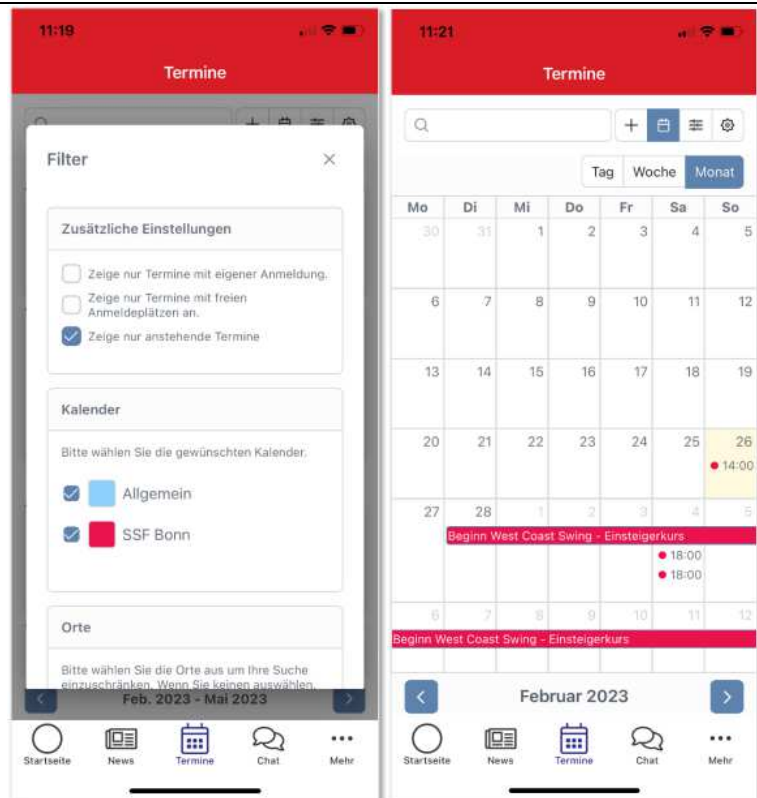 11:19
Termine
Filter
Zusätzliche Einstellungen
Zeige nur Termine mit eigener Anmeldung.
Zeige nur Termine mit freien
Anmeldeplätzen an.
Zeige nur anstehende Termine
Kalender
Bitte wählen Sie die gewünschten Kalender.
Allgemein
SSF Bonn
Orte
Bitte wählen Sie die Orte aus um Ihre Suche
einzuschränken. Wenn Sie keinen auswählen,
Feb. 2023 - Mai 2023
Startseite News Termine Chat Mehr
11:21
Termine
Tag Woche Monat
Mo Di Mi Do Fr Sa So
30 31 1 2 3 4 5
6 7 8 9 10 11 12
13 14 15 16 17 18 19
20 21 22 23 24 25 26
14:00
27 28 1 2 3 4 5
Beginn West Coast Swing - Einsteigerkurs
18:00
18:00
6 7 8 9 10 11 12
Beginn West Coast Swing - Einsteigerkurs
Februar 2023
Startseite News Termine Chat Mehr